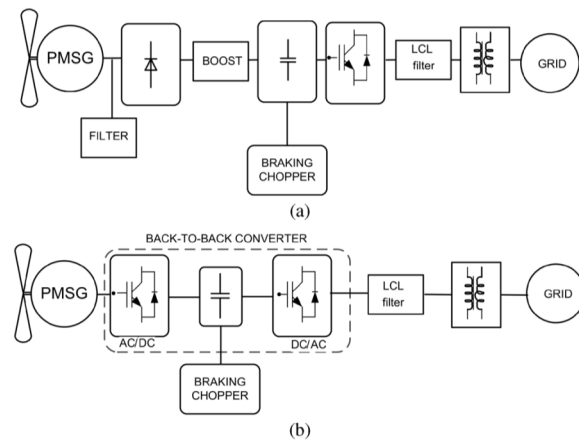 PMSG
BOOST
LCL
filter
GRID
FILTER
BRAKING
CHOPPER
(a)
BACK-TO-BACK CONVERTER
PMSG
LCL
filter
GRID
AC/DC
DC/AC
BRAKING
CHOPPER
(b)